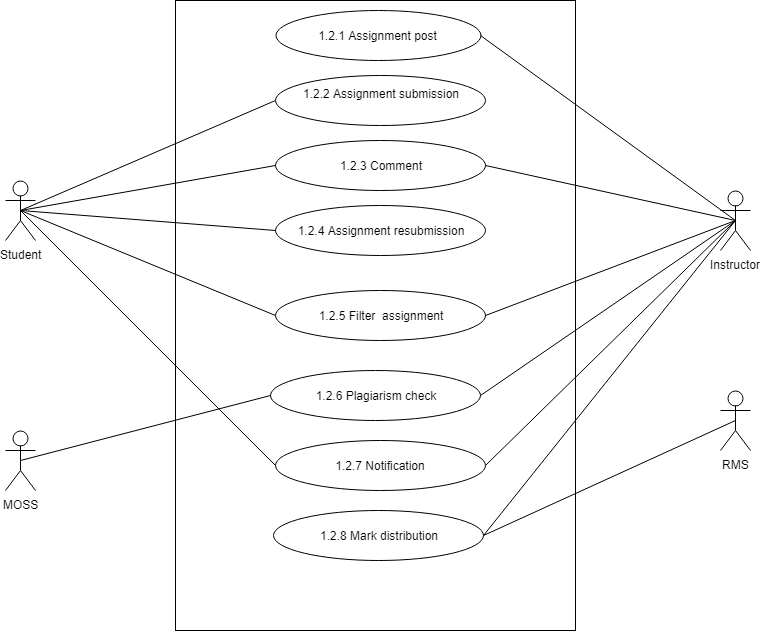 1.2.1 Assignment post
1.2.2 Assignment submission
1.2.3 Comment
1.2.4 Assignment resubmission
Student
Instructor
1.2.5 Filter  assignment
1.2.6 Plagiarism check
1.2.7 Notification
RMS
MOSS
1.2.8 Mark distribution